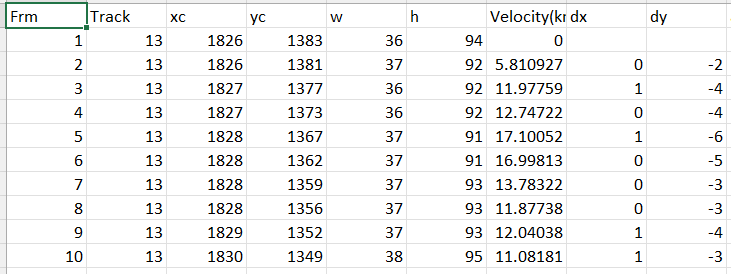 Frm Track xc yc w h Velocity(kr dx dy
1 13 1826 1383 36 94 0
2 13 1826 1381 37 92 5.810927 0 -2
3 13 1827 1377 36 92 11.97759 1 -4
4 13 1827 1373 36 92 12.74722 0 -4
5 13 1828 1367 37 91 17.10052 1 -6
6 13 1828 1362 37 91 16.99813 0 -5
7 13 1828 1359 37 93 13.78322 0 -3
8 13 1828 1356 37 93 11.87738 0 -3
9 13 1829 1352 37 93 12.04038 1 -4
10 13 1830 1349 38 95 11.08181 1 -3